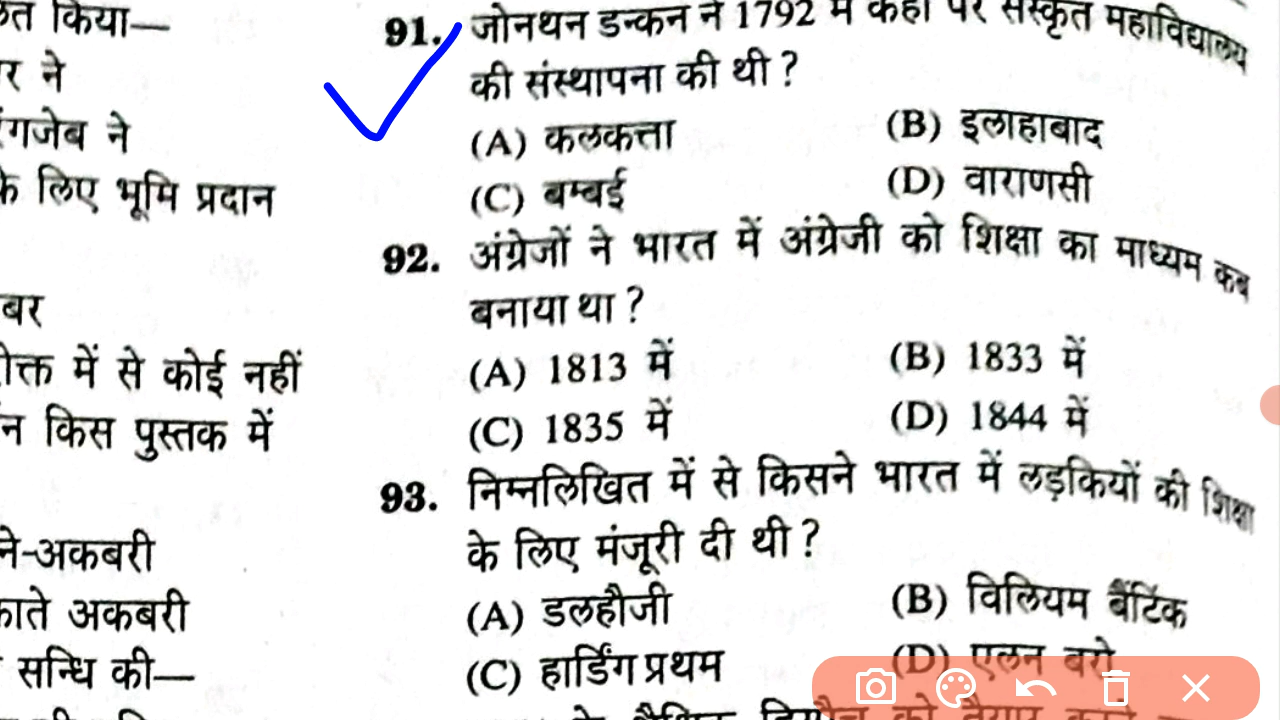 किया—
र ने
गजेब ने
के लिए भूमि प्रदान
बर
में से कोई नहीं
न किस पुस्तक में
ने-अकबरी
काते अकबरी
सन्धि की—
91. जोनथन डन्कन ने 1792 में कहाँ पर संस्कृत महाविद्यालय
की संस्थापना की थी ?
(A) कलकत्ता (B) इलाहाबाद
(C) बम्बई (D) वाराणसी
92. अंग्रेजों ने भारत में अंग्रेजी को शिक्षा का माध्यम कब
बनाया था ?
(A) 1813 में (B) 1833 में
(C) 1835 में (D) 1844 में
93. निम्नलिखित में से किसने भारत में लड़कियों की शिक्षा
के लिए मंजूरी दी थी ?
(A) डलहौजी (B) विलियम बैंटिंक
(C) हार्डिंग प्रथम (D) एलन बरो